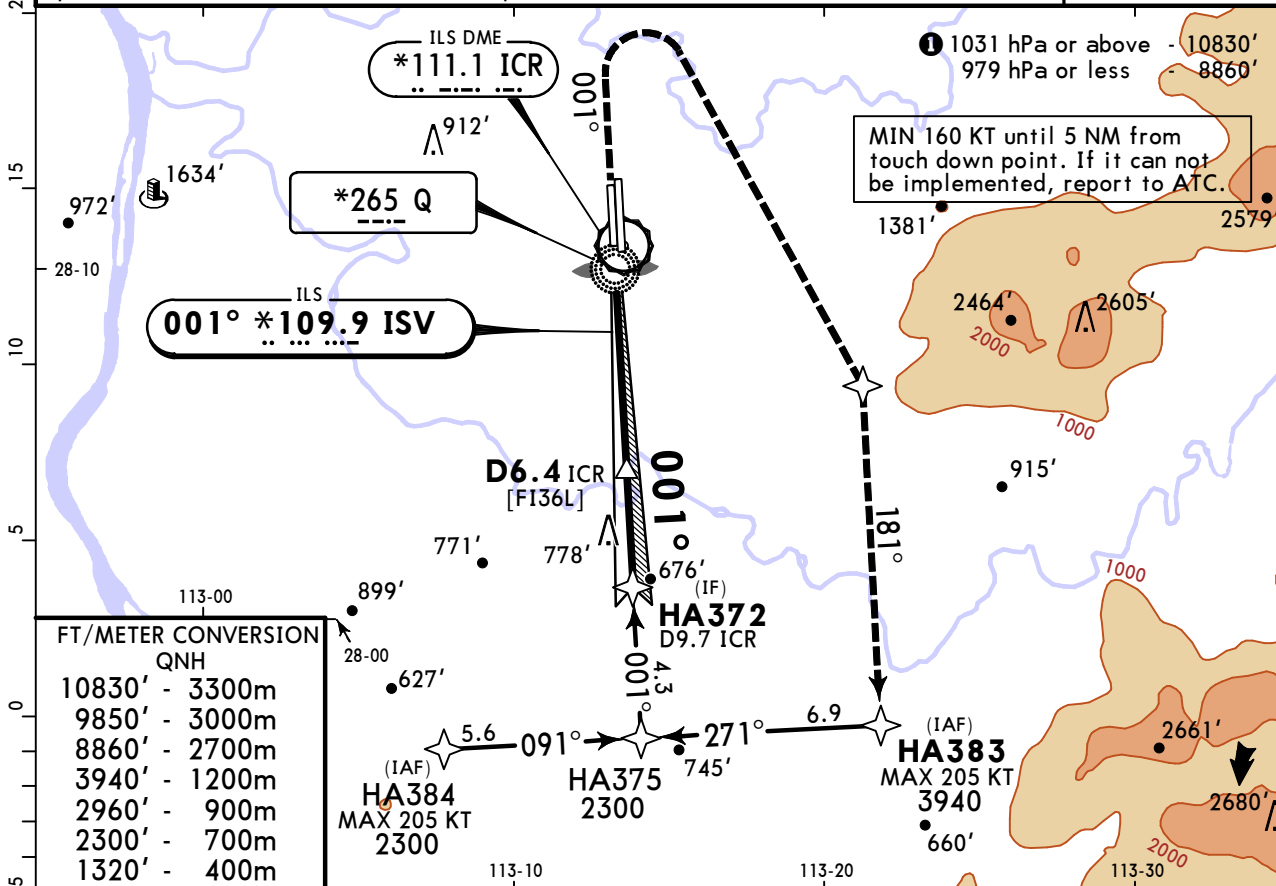 ILS DME
*111.1 ICR
❶ 1031 hPa or above - 10830'
979 hPa or less - 8860'
001°
912'
MIN 160 KT until 5 NM from
touch down point. If it can not
be implemented, report to ATC.
15
1634'
*265 Q
972'
1381'
2579
28-10
ILS
001° *109.9 ISV
2464'
2605'
2000
10
1000
D6.4 ICR
[FI36L]
001°
915'
181°
5
771'
778'
676'
(IF)
HA372
D9.7 ICR
1000
113-00
899'
28-00
FT/METER CONVERSION
QNH
10830' - 3300m
9850' - 3000m
8860' - 2700m
3940' - 1200m
2960' - 900m
2300' - 700m
1320' - 400m
627'
001°
4.3
0
5.6
091°
271°
6.9
745'
(IAF)
HA384
MAX 205 KT
2300
HA375
2300
(IAF)
HA383
MAX 205 KT
3940
660'
2661'
2680'
2000
5
113-10
113-20
113-30